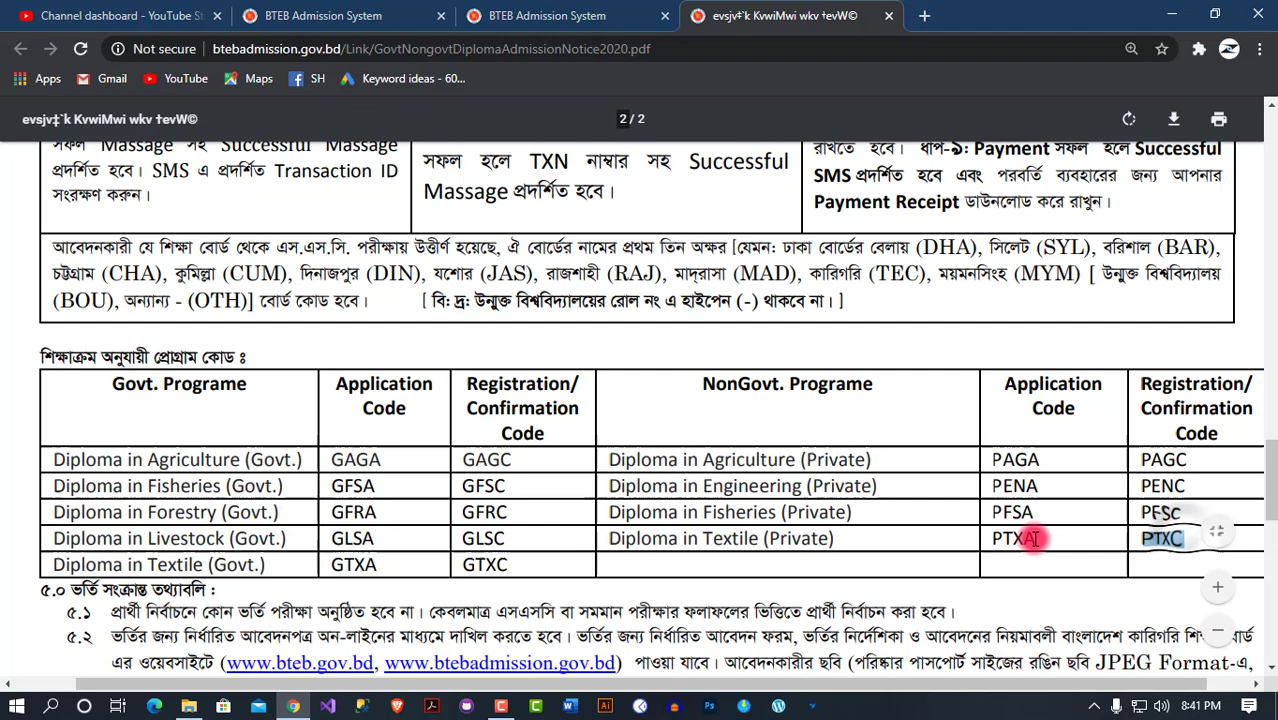 Channel dashboard - YouTube St
BTEB Admission System
BTEB Admission System
evsjv‡`k KvwiMwi wkv †evW©
Not secure
btebadmission.gov.bd/Link/GovtNongovtDiplomaAdmissionNotice2020.pdf
Apps
Gmail
YouTube
Maps
SH
Keyword ideas - 60...
evsjv‡`k KvwiMwi wkv †evW©
2 / 2
সফল Massage সহ Successful Massage
প্রদর্শিত হবে। SMS এ প্রদর্শিত Transaction ID
সংরক্ষণ করুন।
সফল হলে TXN নাম্বার সহ Successful
Massage প্রদর্শিত হবে।
রাখতে হবে। ধাপ-৯: Payment সফল হলে Successful
SMS প্রদর্শিত হবে এবং পরবর্তি ব্যবহারের জন্য আপনার
Payment Receipt ডাউনলোড করে রাখুন।
আবেদনকারী যে শিক্ষা বোর্ড থেকে এস.এস.সি. পরীক্ষায় উত্তীর্ণ হয়েছে, ঐ বোর্ডের নামের প্রথম তিন অক্ষর [যেমন: ঢাকা বোর্ডের বেলায় (DHA), সিলেট (SYL), বরিশাল (BAR),
চট্টগ্রাম (CHA), কুমিল্লা (CUM), দিনাজপুর (DIN), যশোর (JAS), রাজশাহী (RAJ), মাদ্রাসা (MAD), কারিগরি (TEC), ময়মনসিংহ (MYM) [ উন্মুক্ত বিশ্ববিদ্যালয়
(BOU), অন্যান্য - (OTH)] বোর্ড কোড হবে। [ বি: দ্র: উন্মুক্ত বিশ্ববিদ্যালয়ের রোল নং এ হাইপেন (-) থাকবে না। ]
শিক্ষাক্রম অনুযায়ী প্রোগ্রাম কোড ঃ
Govt. Programe
Application Code
Registration/ Confirmation Code
NonGovt. Programe
Application Code
Registration/ Confirmation Code
Diploma in Agriculture (Govt.) GAGA GAGC Diploma in Agriculture (Private) PAGA PAGC
Diploma in Fisheries (Govt.) GFSA GFSC Diploma in Engineering (Private) PENA PENC
Diploma in Forestry (Govt.) GFRA GFRC Diploma in Fisheries (Private) PFSA PFSC
Diploma in Livestock (Govt.) GLSA GLSC Diploma in Textile (Private) PTXA PTXC
Diploma in Textile (Govt.) GTXA GTXC
৫.০ ভর্তি সংক্রান্ত তথ্যাবলি :
৫.১ প্রার্থী নির্বাচনে কোন ভর্তি পরীক্ষা অনুষ্ঠিত হবে না। কেবলমাত্র এসএসসি বা সমমান পরীক্ষার ফলাফলের ভিত্তিতে প্রার্থী নির্বাচন করা হবে।
৫.২ ভর্তির জন্য নির্ধারিত আবেদনপত্র অন-লাইনের মাধ্যমে দাখিল করতে হবে। ভর্তির জন্য নির্ধারিত আবেদন ফরম, ভর্তির নির্দেশিকা ও আবেদনের নিয়মাবলী বাংলাদেশ কারিগরি
এর ওয়েবসাইটে (www.bteb.gov.bd, www.btebadmission.gov.bd) পাওয়া যাবে। আবেদনকারীর ছবি (পরিষ্কার পাসপোর্ট সাইজের রঙিন ছবি JPEG Format-এ,
8:41 PM